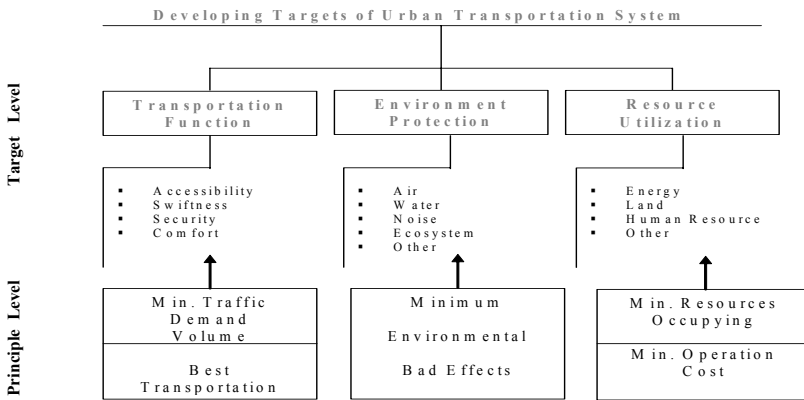 Developing Targets of Urban Transportation System
Target Level
Transportation
Function
Environment
Protection
Resource
Utilization
▪ Accessibility
▪ Swiftness
▪ Security
▪ Comfort
▪ Air
▪ Water
▪ Noise
▪ Ecosystem
▪ Other
▪ Energy
▪ Land
▪ Human Resource
▪ Other
Principle Level
Min. Traffic
Demand
Volume
Best
Transportation
Minimum
Environmental
Bad Effects
Min. Resources
Occupying
Min. Operation
Cost